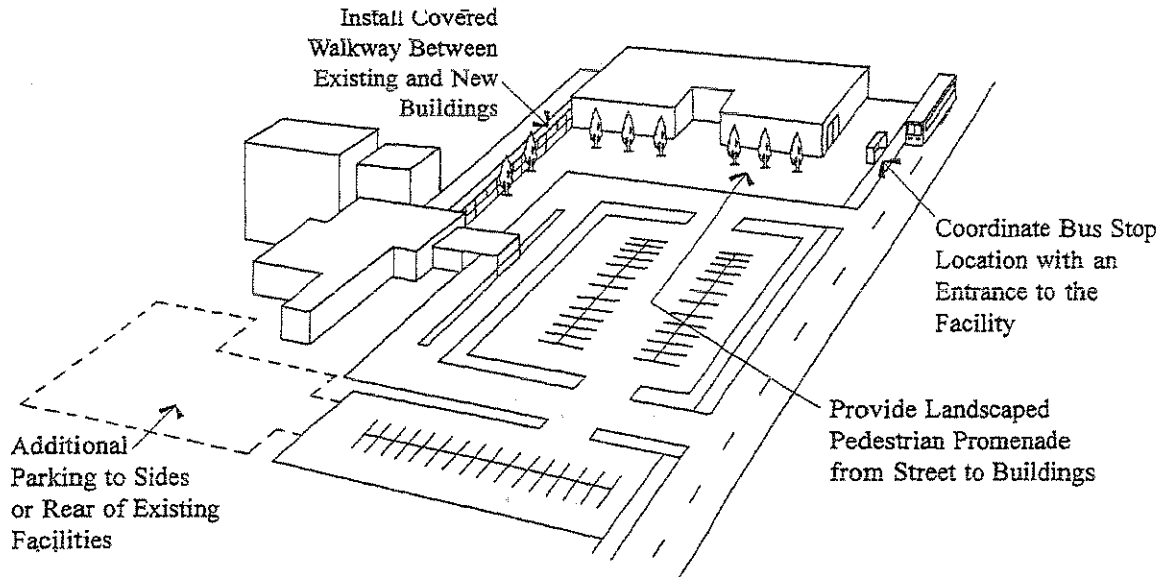 Install Covered
Walkway Between
Existing and New
Buildings
Coordinate Bus Stop
Location with an
Entrance to the
Facility
Provide Landscaped
Pedestrian Promenade
from Street to Buildings
Additional
Parking to Sides
or Rear of Existing
Facilities